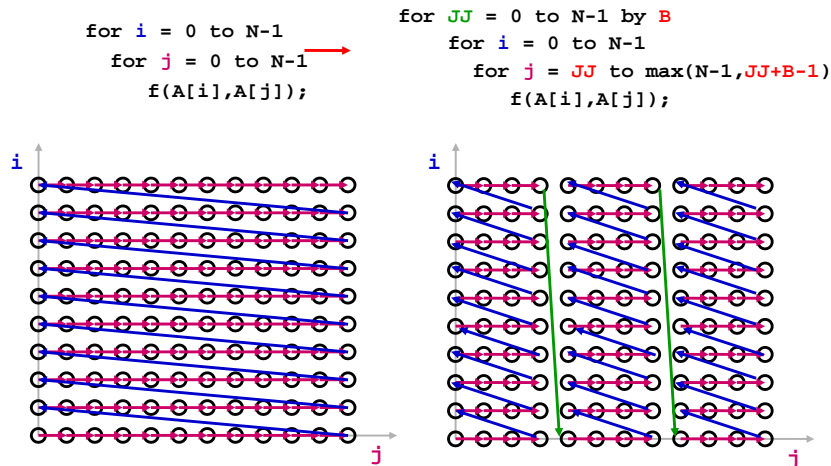 for i = 0 to N-1
for j = 0 to N-1
f(A[i],A[j]);
for JJ = 0 to N-1 by B
for i = 0 to N-1
for j = JJ to max(N-1,JJ+B-1)
f(A[i],A[j]);
i
j
i
j